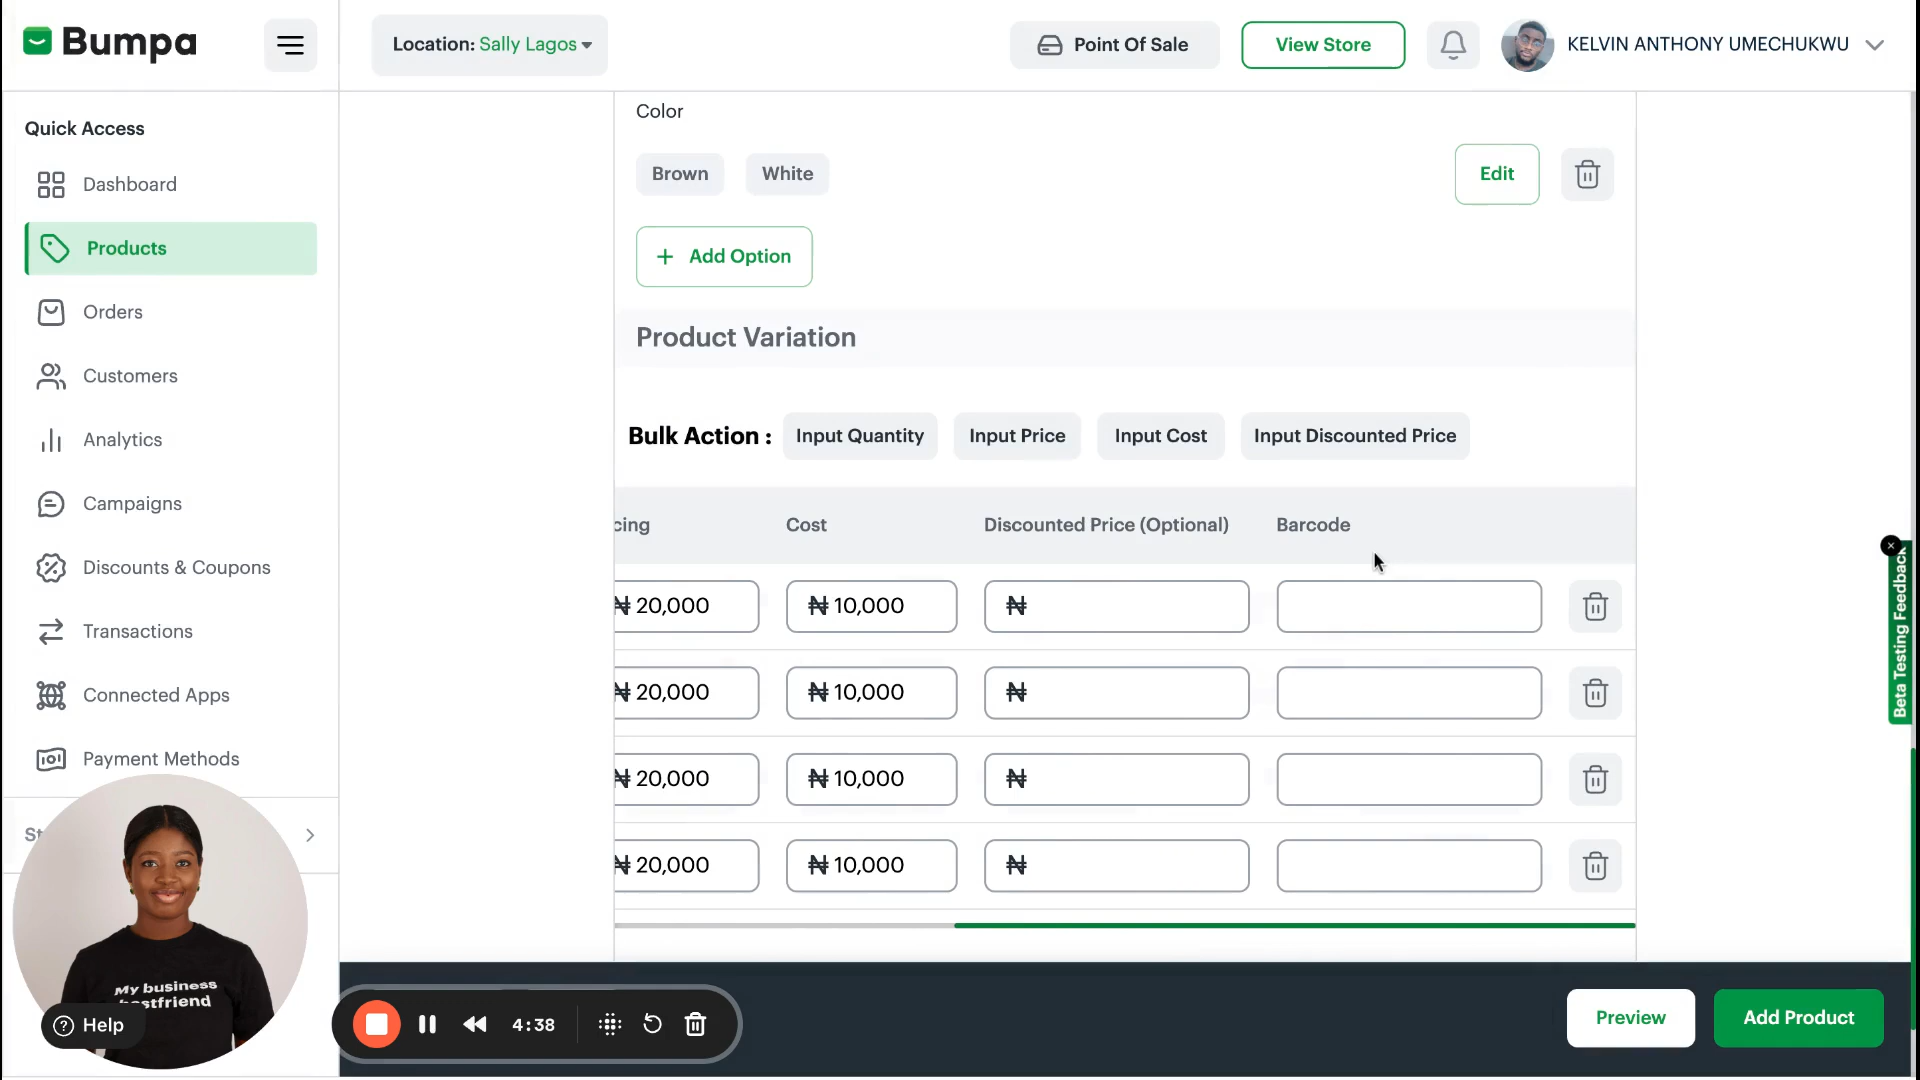 Bumpa
Location: Sally Lagos
Point Of Sale
View Store
KELVIN ANTHONY UMECHUKWU
Quick Access
Dashboard
Products
Orders
Customers
Analytics
Campaigns
Discounts & Coupons
Transactions
Connected Apps
Payment Methods
St
My business
estfriend
Help
Color
Brown White
Edit
+ Add Option
Product Variation
Bulk Action : Input Quantity Input Price Input Cost Input Discounted Price
cing Cost Discounted Price (Optional) Barcode
₦ 20,000 ₦ 10,000 ₦
₦ 20,000 ₦ 10,000 ₦
₦ 20,000 ₦ 10,000 ₦
₦ 20,000 ₦ 10,000 ₦
Beta Testing Feedback
4:38
Preview
Add Product